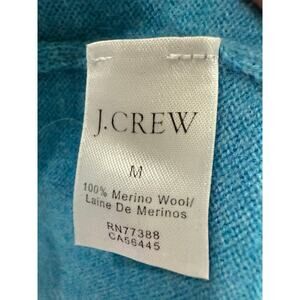 J.CREW
M
100% Merino Wool/
Laine De Merinos
RN77388
CA56445